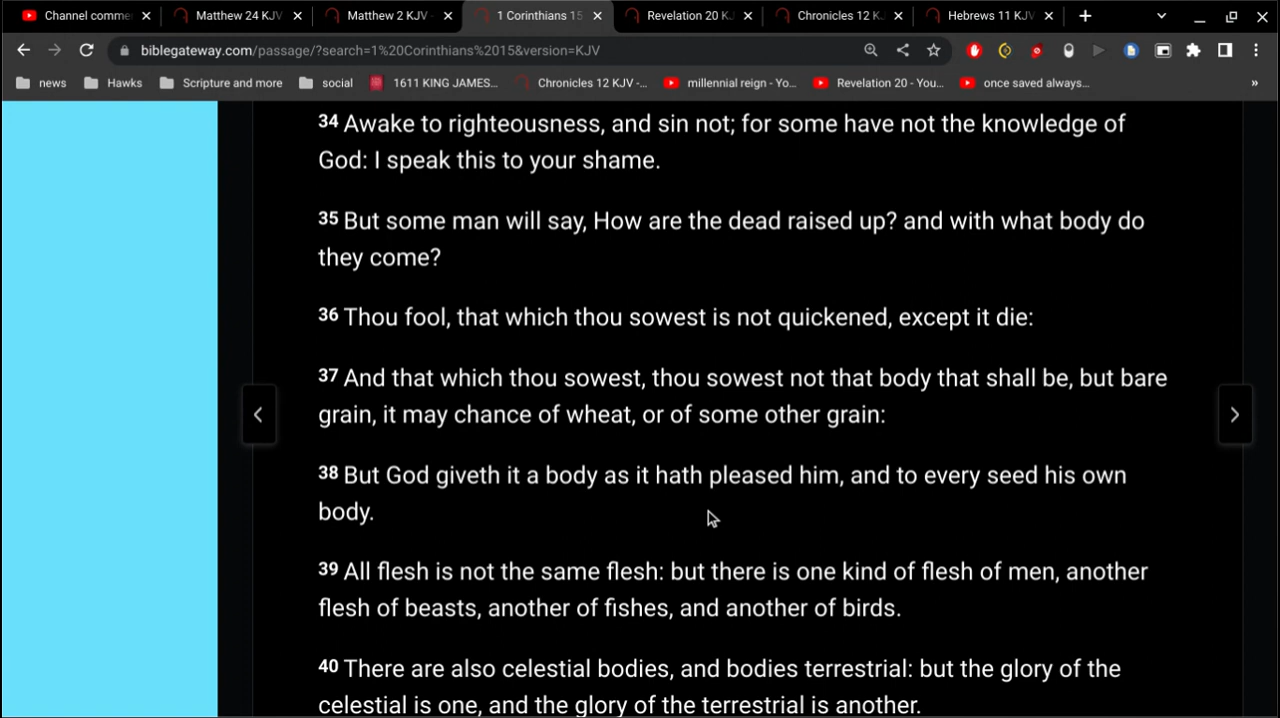 Channel comme
Matthew 24 KJV
Matthew 2 KJV -
1 Corinthians 15
Revelation 20 KJ
Chronicles 12 KJ
Hebrews 11 KJV
biblegateway.com/passage/?search=1%20Corinthians%2015&version=KJV
news
Hawks
Scripture and more
social
1611 KING JAMES...
Chronicles 12 KJV -...
millennial reign - Yo...
Revelation 20 - You...
once saved always...
»
34 Awake to righteousness, and sin not; for some have not the knowledge of
God: I speak this to your shame.
35 But some man will say, How are the dead raised up? and with what body do
they come?
36 Thou fool, that which thou sowest is not quickened, except it die:
37 And that which thou sowest, thou sowest not that body that shall be, but bare
grain, it may chance of wheat, or of some other grain:
38 But God giveth it a body as it hath pleased him, and to every seed his own
body.
39 All flesh is not the same flesh: but there is one kind of flesh of men, another
flesh of beasts, another of fishes, and another of birds.
40 There are also celestial bodies, and bodies terrestrial: but the glory of the
celestial is one, and the glory of the terrestrial is another.